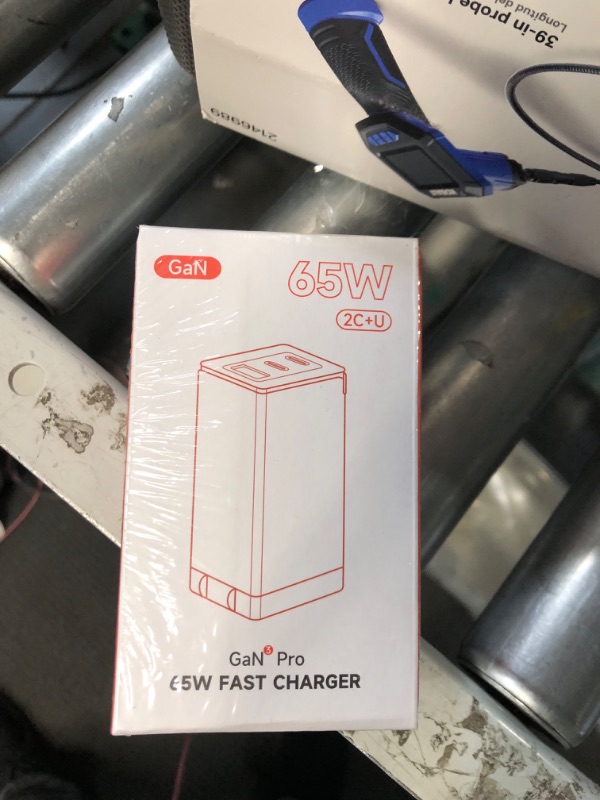 39-in probe
Longitud del
2146989
GaN
65W
2C+U
GaN³ Pro
65W FAST CHARGER